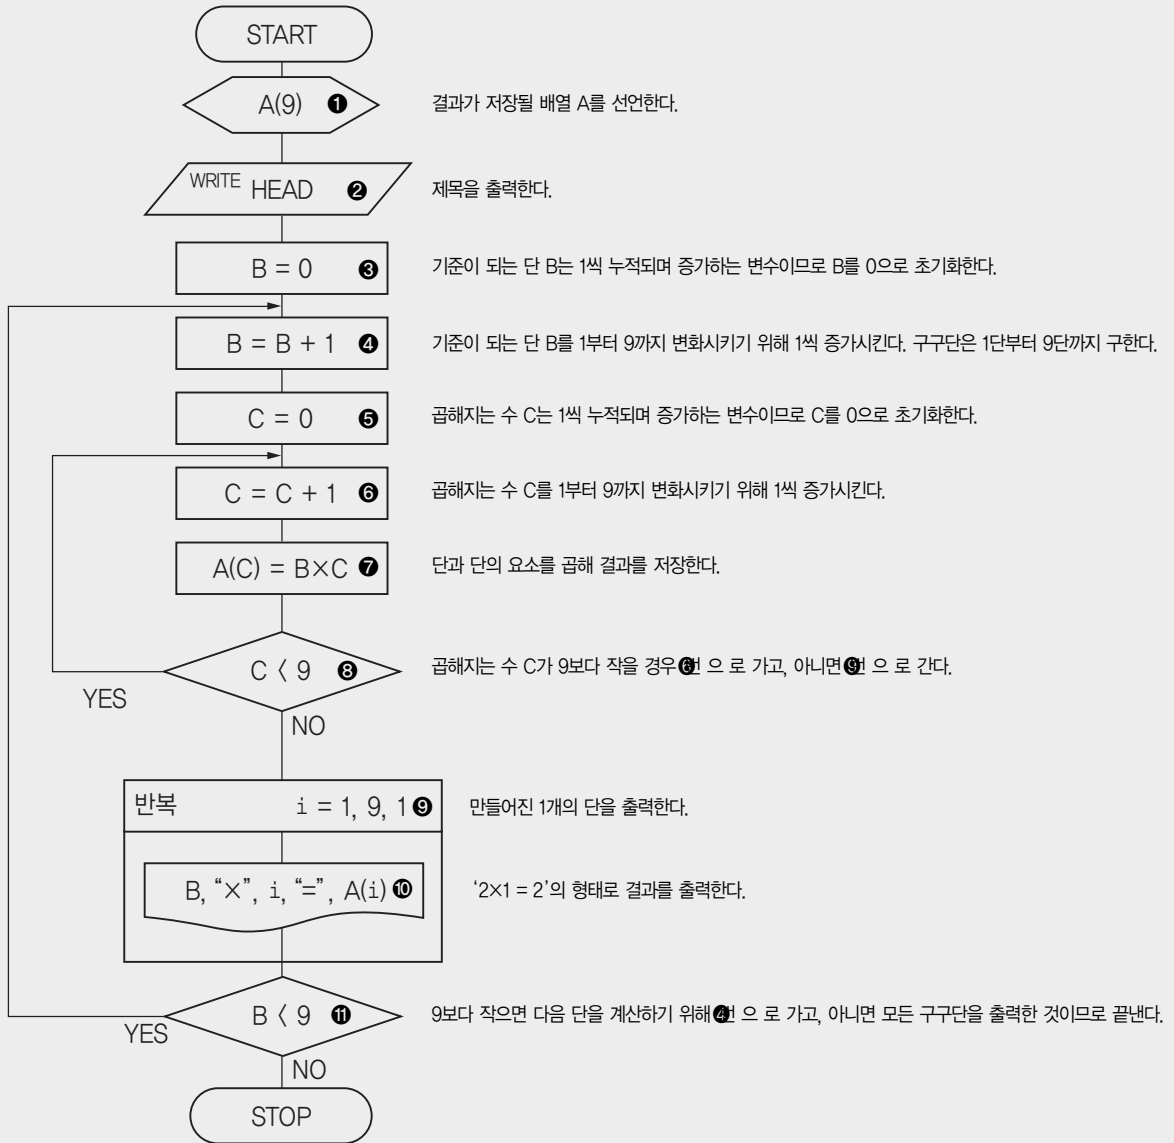 START
A(9) ❶ 결과가 저장될 배열 A를 선언한다.
WRITE HEAD ❷ 제목을 출력한다.
B = 0 ❸ 기준이 되는 단 B는 1씩 누적되며 증가하는 변수이므로 B를 0으로 초기화한다.
B = B + 1 ❹ 기준이 되는 단 B를 1부터 9까지 변화시키기 위해 1씩 증가시킨다. 구구단은 1단부터 9단까지 구한다.
C = 0 ❺ 곱해지는 수 C는 1씩 누적되며 증가하는 변수이므로 C를 0으로 초기화한다.
C = C + 1 ❻ 곱해지는 수 C를 1부터 9까지 변화시키기 위해 1씩 증가시킨다.
A(C) = B×C ❼ 단과 단의 요소를 곱해 결과를 저장한다.
C < 9 ❽ 곱해지는 수 C가 9보다 작을 경우 ❻번 으 로 가고, 아니면 ❾번 으 로 간다.
YES
NO
반복 i = 1, 9, 1 ❾ 만들어진 1개의 단을 출력한다.
B, “×”, i, “=”, A(i) ❿ ‘2×1 = 2’의 형태로 결과를 출력한다.
B < 9 ⓫ 9보다 작으면 다음 단을 계산하기 위해 ❹번 으 로 가고, 아니면 모든 구구단을 출력한 것이므로 끝낸다.
YES
NO
STOP